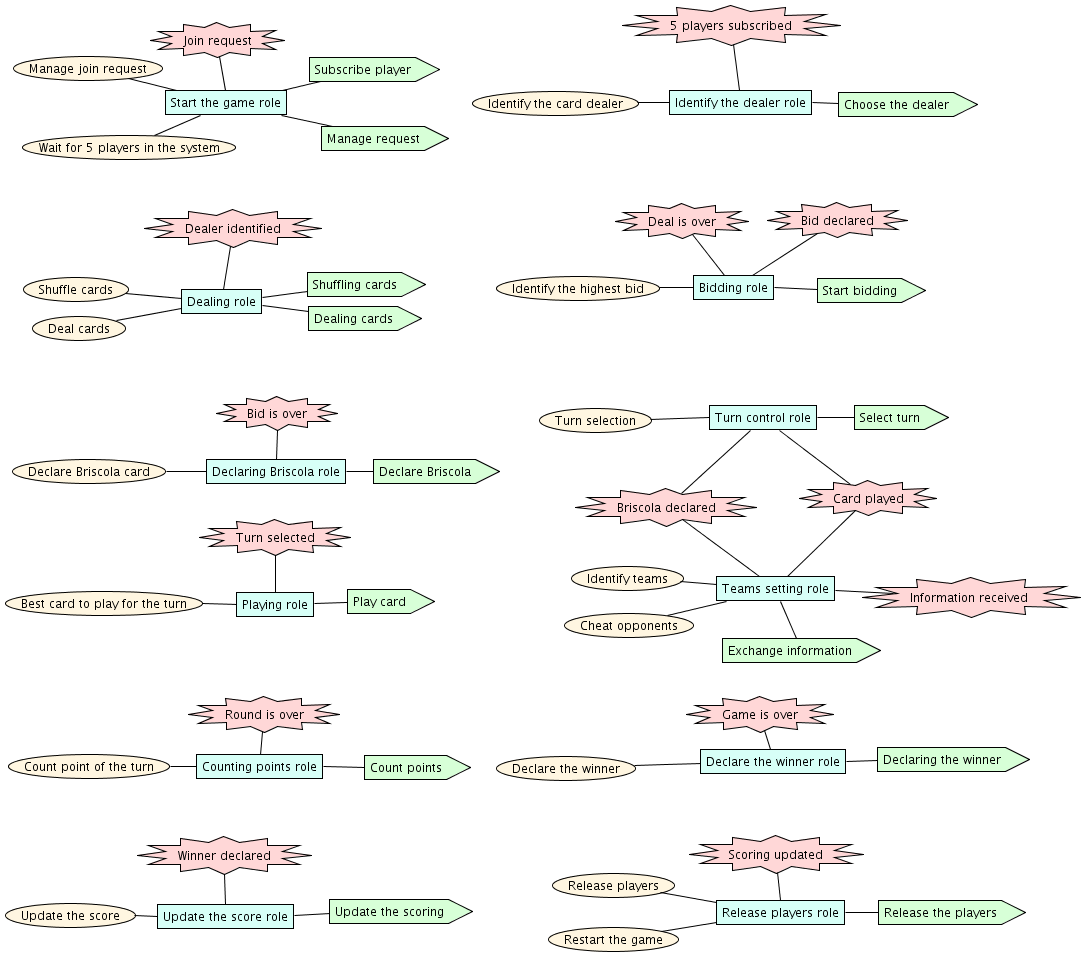 Join request
Manage join request
Subscribe player
Start the game role
Manage request
Wait for 5 players in the system
5 players subscribed
Identify the card dealer
Identify the dealer role
Choose the dealer
Dealer identified
Shuffle cards
Shuffling cards
Dealing role
Deal cards
Dealing cards
Deal is over
Bid declared
Identify the highest bid
Bidding role
Start bidding
Bid is over
Declare Briscola card
Declaring Briscola role
Declare Briscola
Turn selection
Turn control role
Select turn
Briscola declared
Card played
Identify teams
Teams setting role
Information received
Cheat opponents
Exchange information
Turn selected
Best card to play for the turn
Playing role
Play card
Round is over
Count point of the turn
Counting points role
Count points
Game is over
Declare the winner
Declare the winner role
Declaring the winner
Winner declared
Update the score
Update the score role
Update the scoring
Scoring updated
Release players
Release players role
Release the players
Restart the game